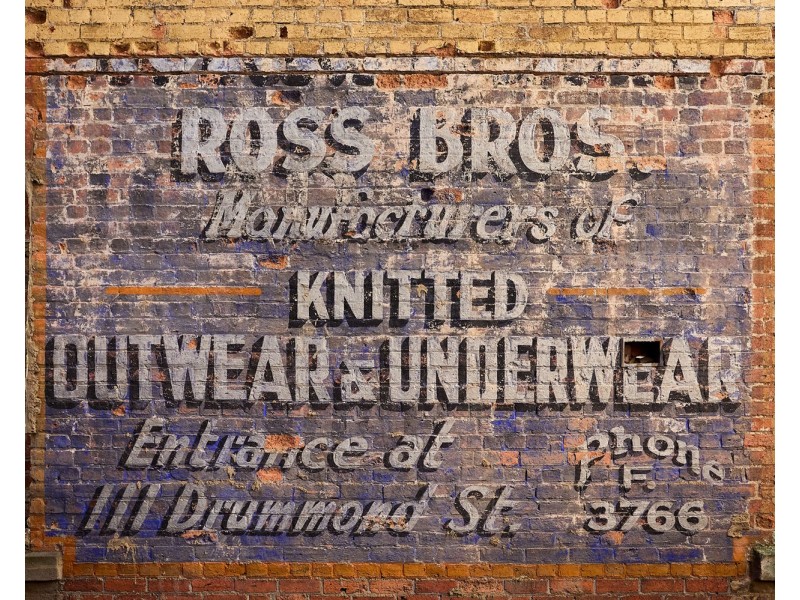 ROSS BROS.
Manufacturers of
KNITTED
OUTWEAR & UNDERWEAR
Entrance at
111 Drummond St.
phone
F.
3766